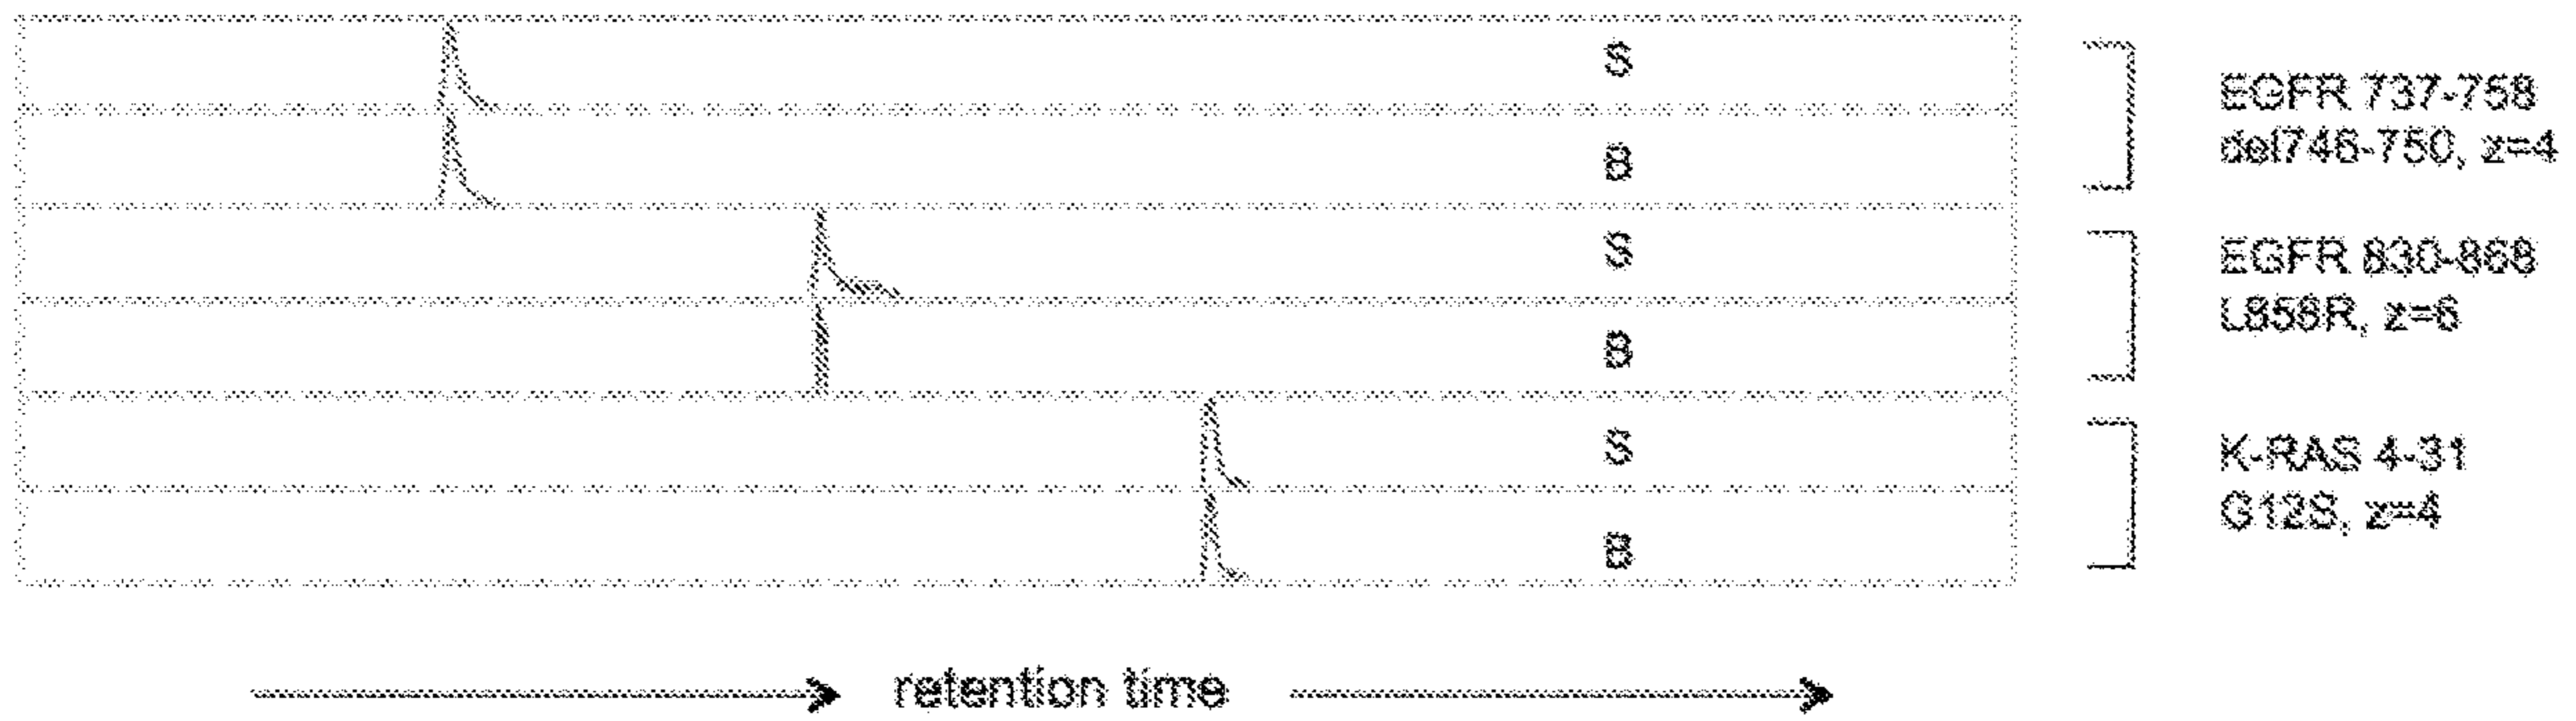 S
EGFR 737-758
del746-750, z=4
B
S
EGFR 830-868
L858R, z=6
B
S
K-RAS 4-31
G12S, z=4
B
retention time